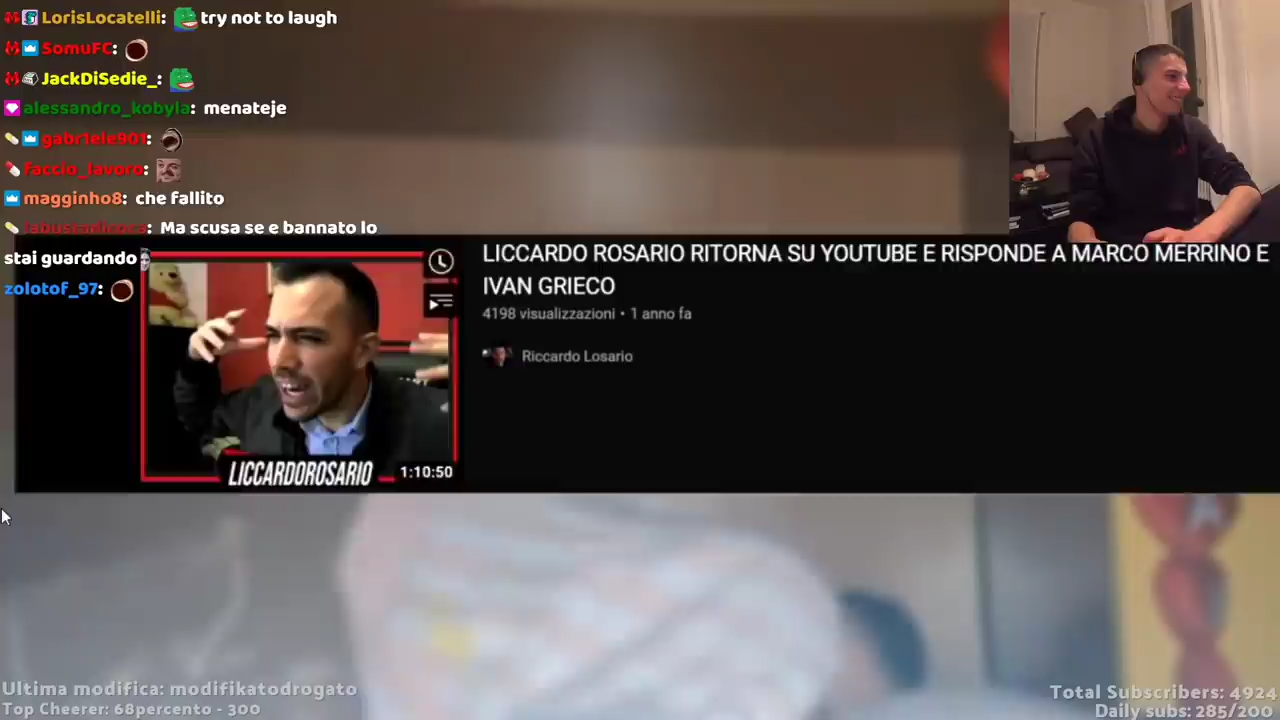 LorisLocatelli: try not to laugh
SomuFC:
JackDiSedie_:
alessandro_kobyla: menateje
gabr1ele901:
faccio_lavoro:
magginho8: che fallito
Ma scusa se e bannato lo
stai guardando
zolotof_97:
LICCARDO ROSARIO RITORNA SU YOUTUBE E RISPONDE A MARCO MERRINO E
IVAN GRIECO
4198 visualizzazioni • 1 anno fa
Riccardo Losario
LICCARDOROSARIO
1:10:50
Ultima modifica: modifikatodrogato
Top Cheerer: 68percento - 300
Total Subscribers: 4924
Daily subs: 285/200